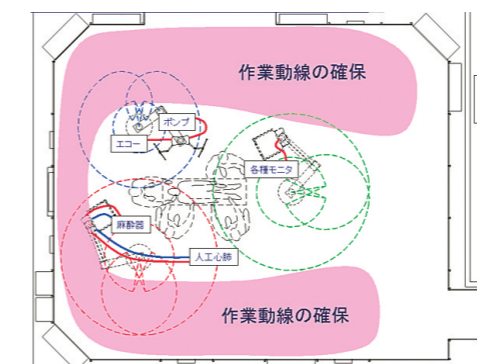 作業動線の確保
ポンプ
エコー
各種モニタ
麻酔器
人工心肺
作業動線の確保